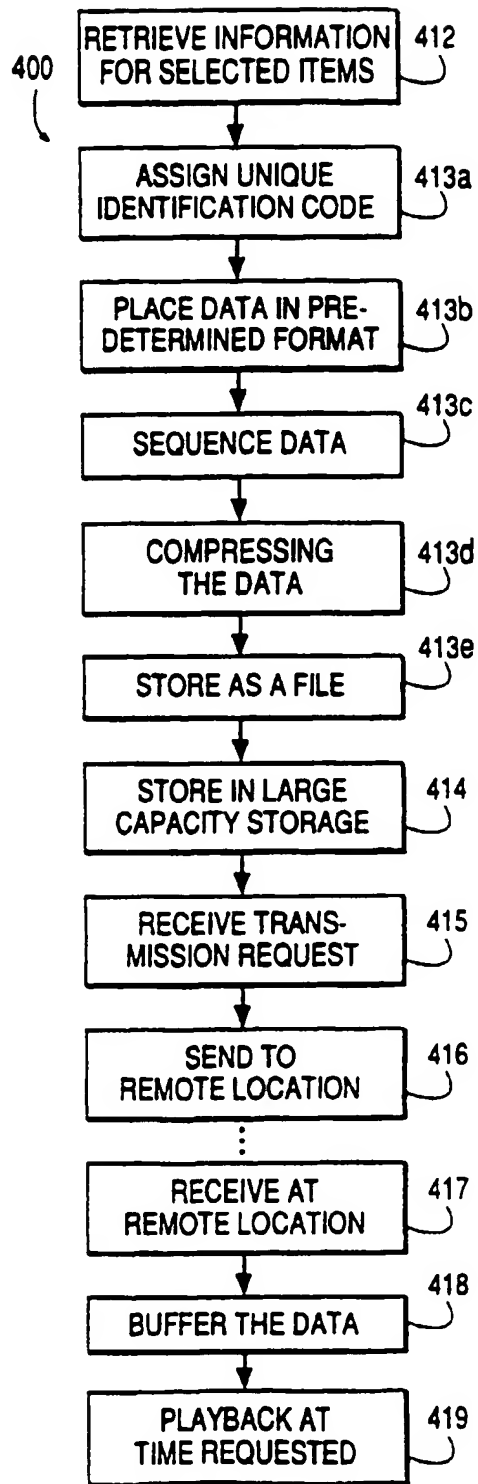 400
RETRIEVE INFORMATION
FOR SELECTED ITEMS
412
ASSIGN UNIQUE
IDENTIFICATION CODE
413a
PLACE DATA IN PRE-
DETERMINED FORMAT
413b
SEQUENCE DATA
413c
COMPRESSING
THE DATA
413d
STORE AS A FILE
413e
STORE IN LARGE
CAPACITY STORAGE
414
RECEIVE TRANS-
MISSION REQUEST
415
SEND TO
REMOTE LOCATION
416
RECEIVE AT
REMOTE LOCATION
417
BUFFER THE DATA
418
PLAYBACK AT
TIME REQUESTED
419